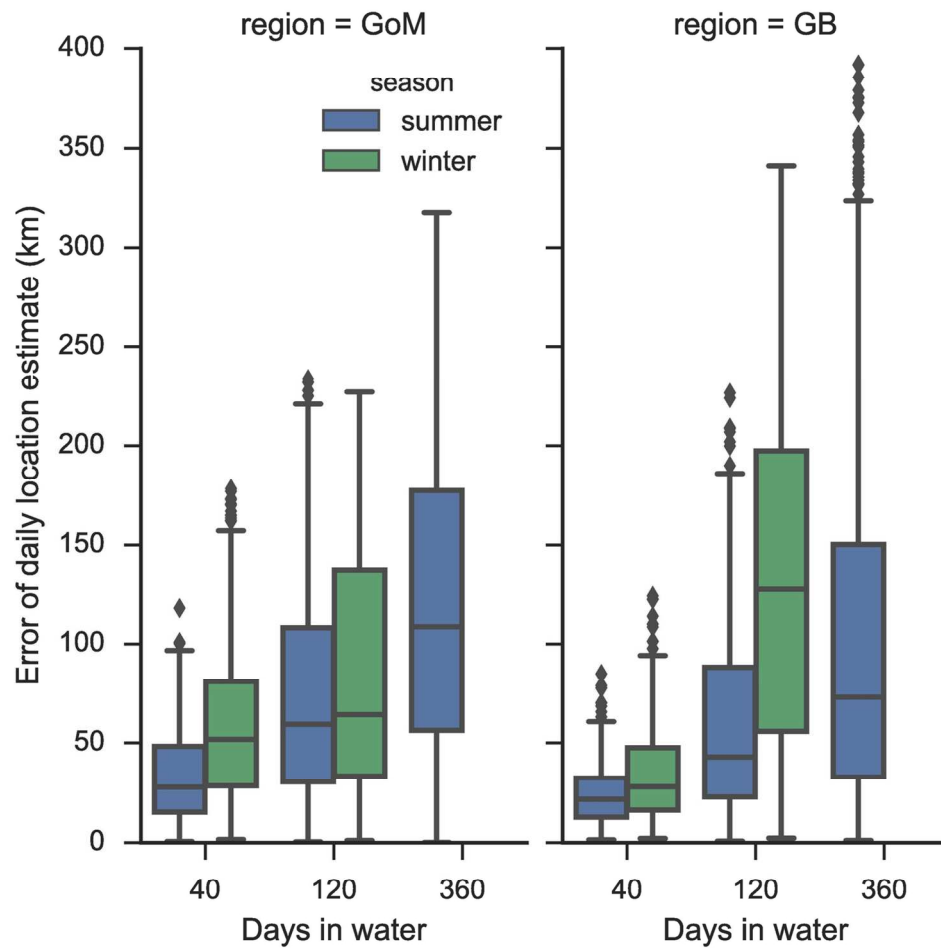 region = GoM
region = GB
season
summer
winter
Error of daily location estimate (km)
400
350
300
250
200
150
100
50
0
40
120
360
Days in water
40
120
360
Days in water